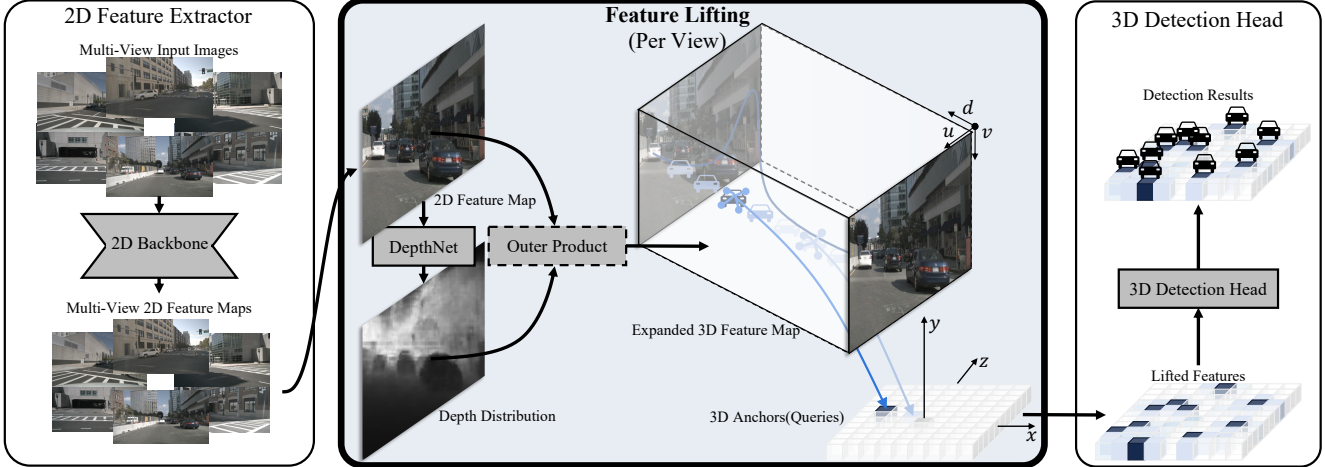 2D Feature Extractor
Multi-View Input Images
2D Backbone
Multi-View 2D Feature Maps
Feature Lifting
(Per View)
2D Feature Map
DepthNet
Outer Product
Depth Distribution
Expanded 3D Feature Map
d
u
v
y
z
x
3D Anchors(Queries)
3D Detection Head
Detection Results
3D Detection Head
Lifted Features